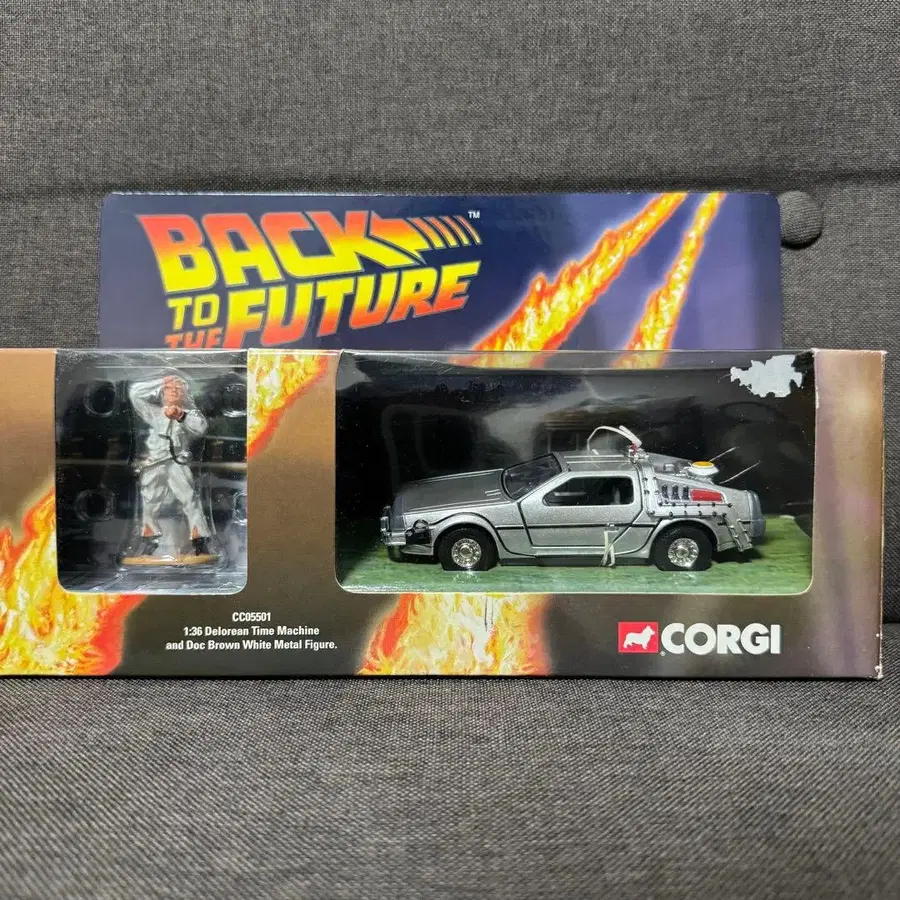 BACK™
TO THE FUTURE
CC05501
1:36 Delorean Time Machine
and Doc Brown White Metal Figure.
CORGI